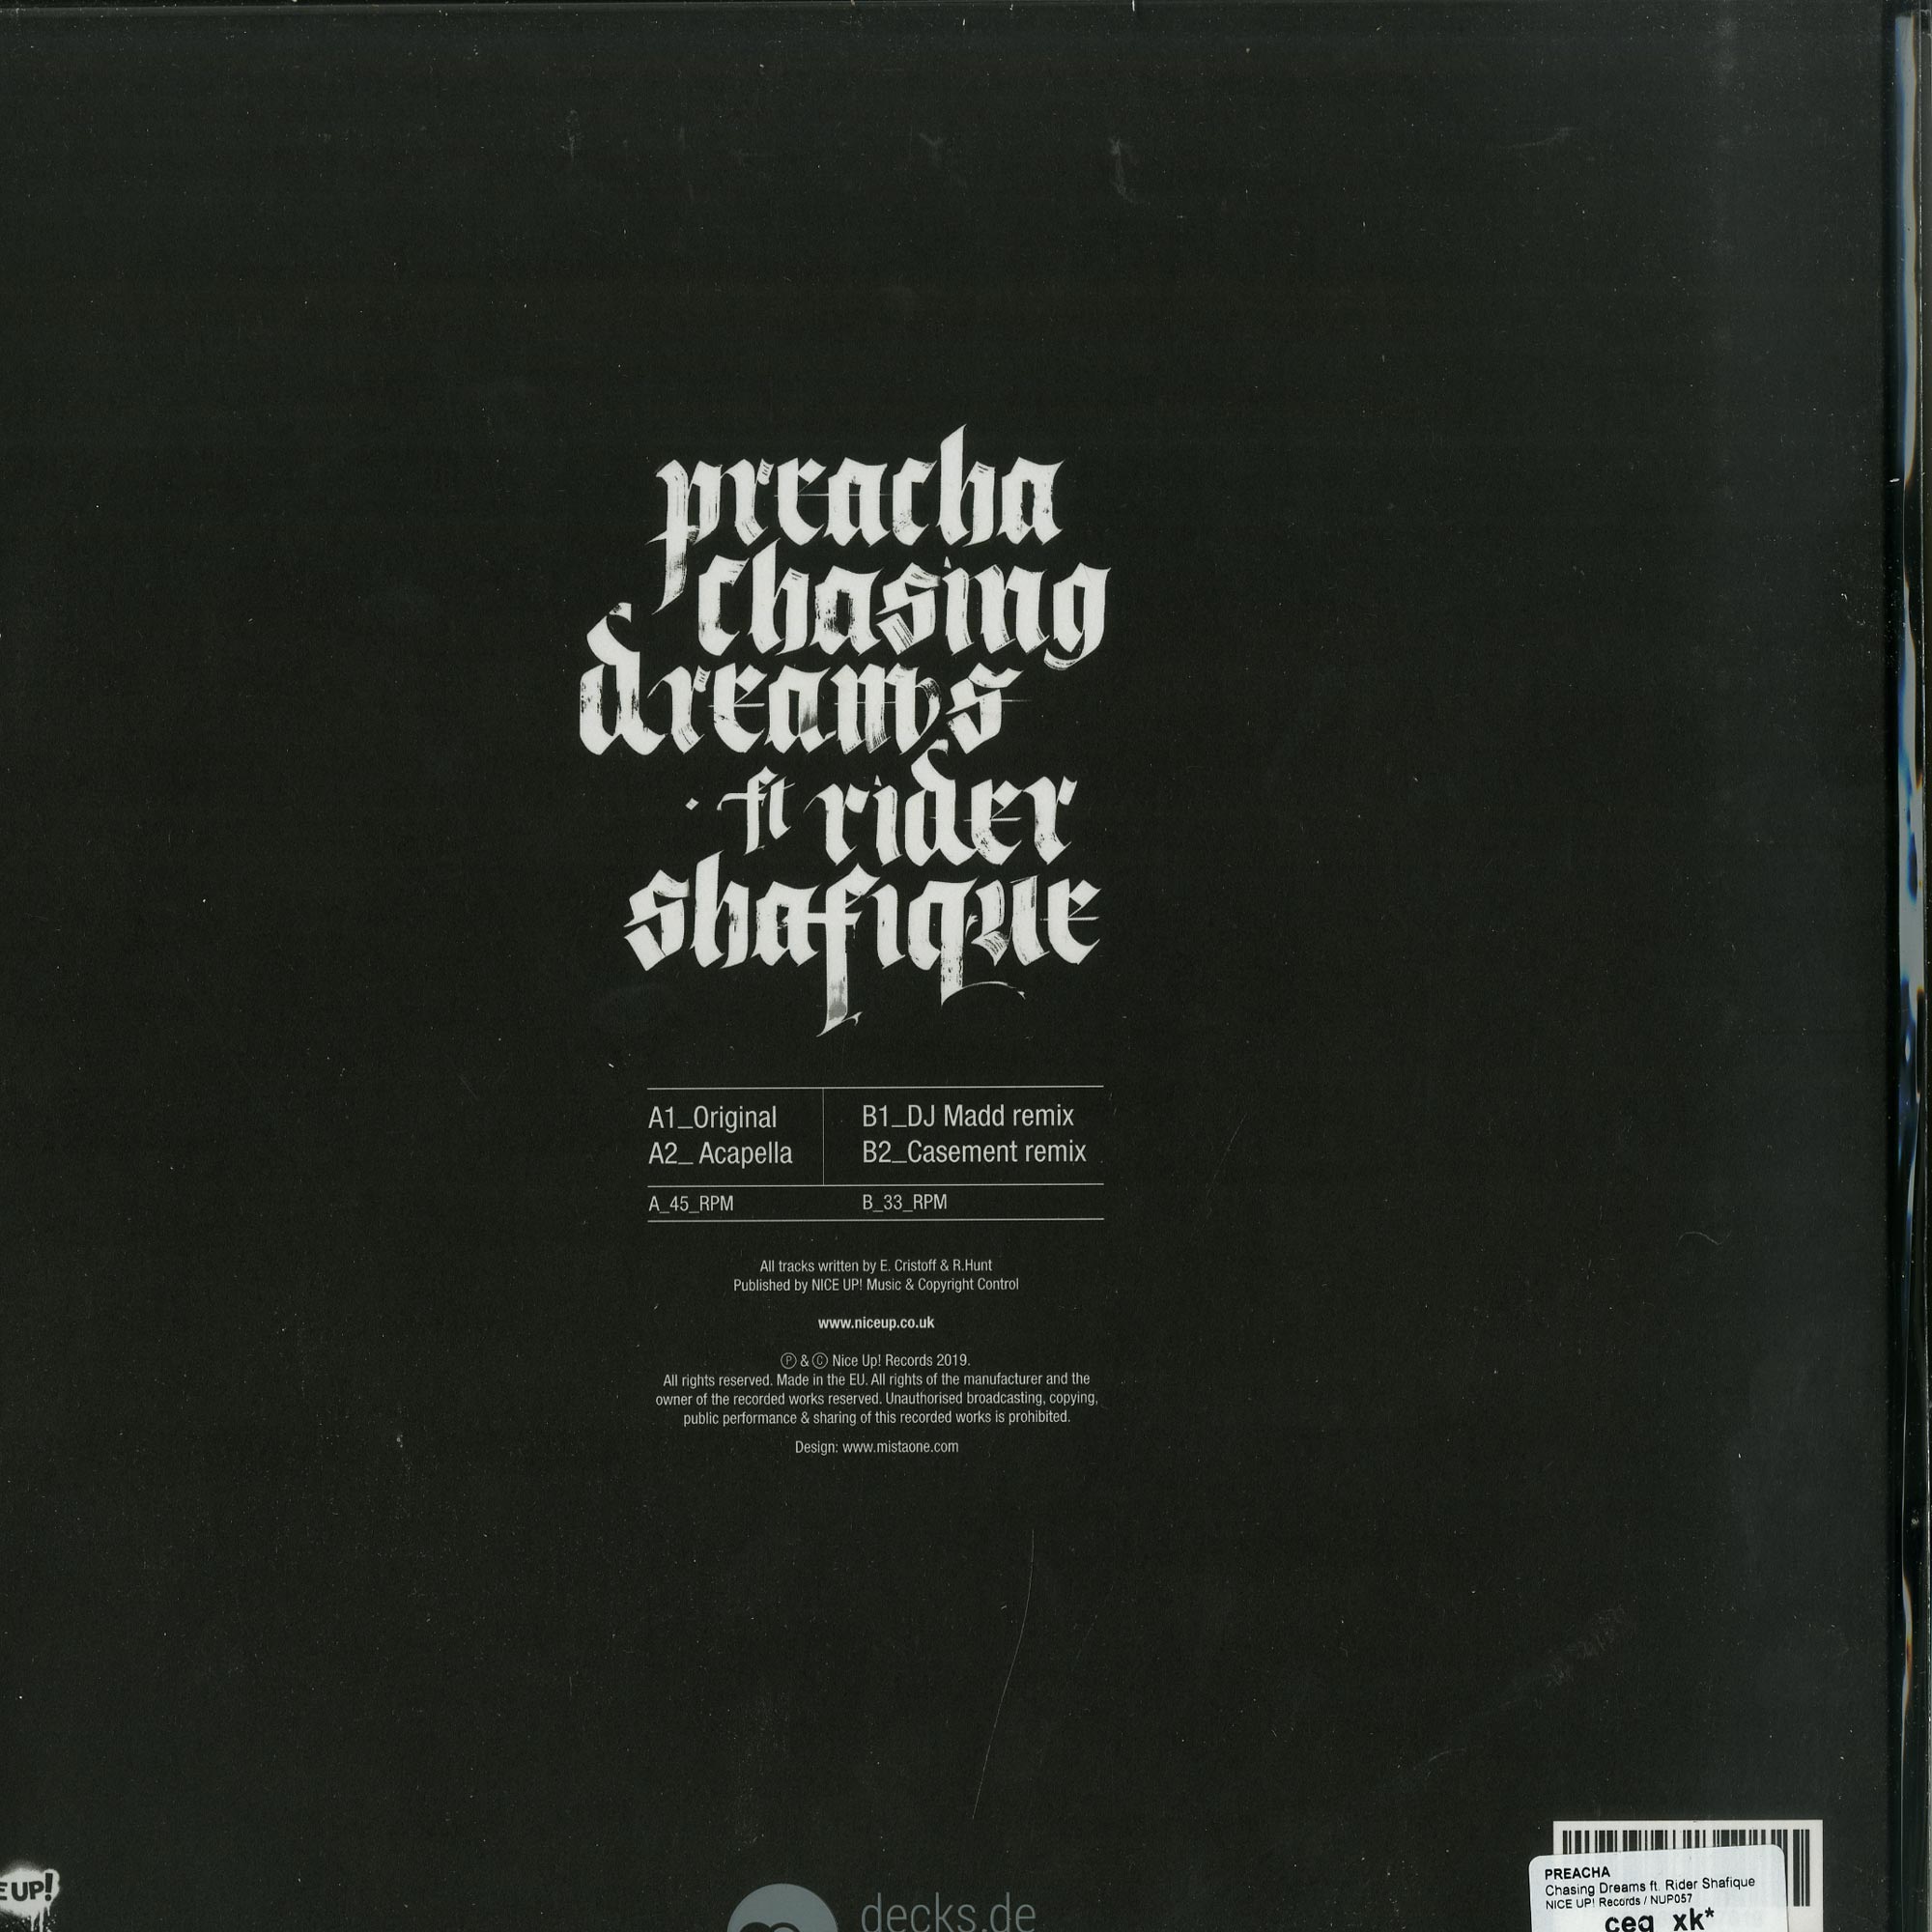 preacha
chasing
dreams
ft rider
shafique
A1_Original
A2_ Acapella
B1_DJ Madd remix
B2_Casement remix
A_45_RPM
B_33_RPM
All tracks written by E. Cristoff & R.Hunt
Published by NICE UP! Music & Copyright Control
www.niceup.co.uk
Ⓟ & Ⓒ Nice Up! Records 2019.
All rights reserved. Made in the EU. All rights of the manufacturer and the
owner of the recorded works reserved. Unauthorised broadcasting, copying,
public performance & sharing of this recorded works is prohibited.
Design: www.mistaone.com
E UP!
decks.de
PREACHA
Chasing Dreams ft. Rider Shafique
NICE UP! Records / NUP057